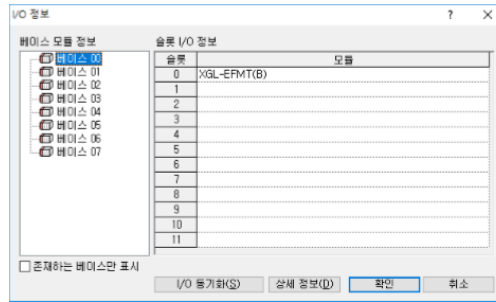 I/O 정보
? ×
베이스 모듈 정보
슬롯 I/O 정보
베이스 00
베이스 01
베이스 02
베이스 03
베이스 04
베이스 05
베이스 06
베이스 07
슬롯 모듈
0 XGL-EFMT(B)
1
2
3
4
5
6
7
8
9
10
11
존재하는 베이스만 표시
I/O 동기화(S) 상세 정보(D) 확인 취소